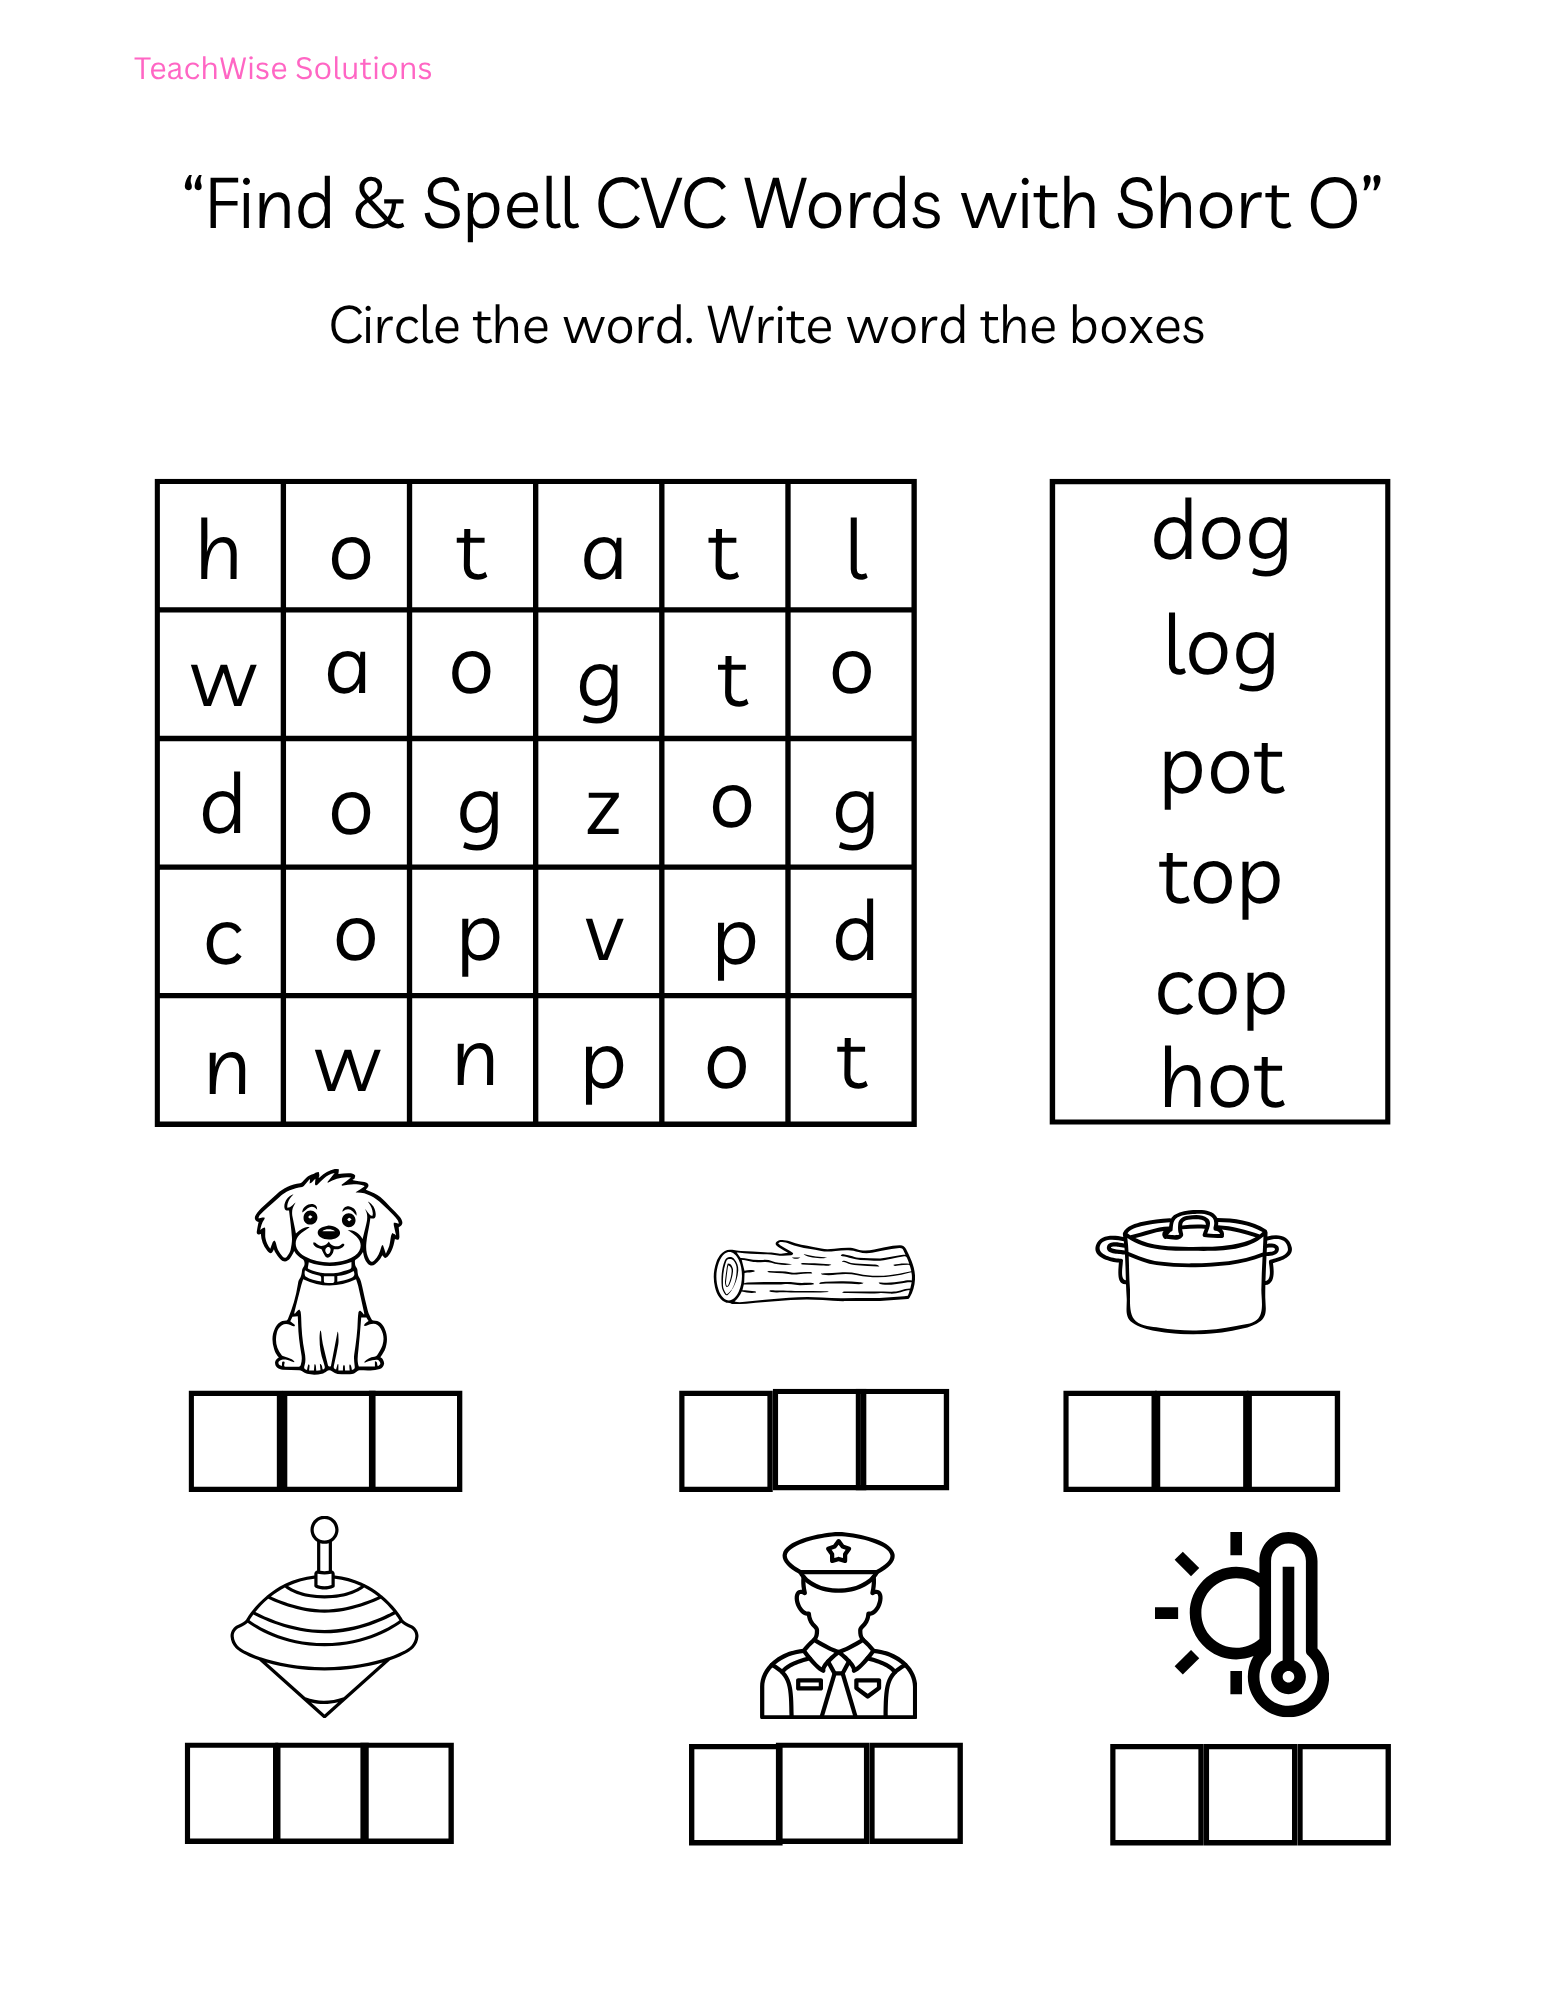 TeachWise Solutions
“Find & Spell CVC Words with Short O”
Circle the word. Write word the boxes
h o t a t l
w a o g t o
d o g z o g
c o p v p d
n w n p o t
dog
log
pot
top
cop
hot